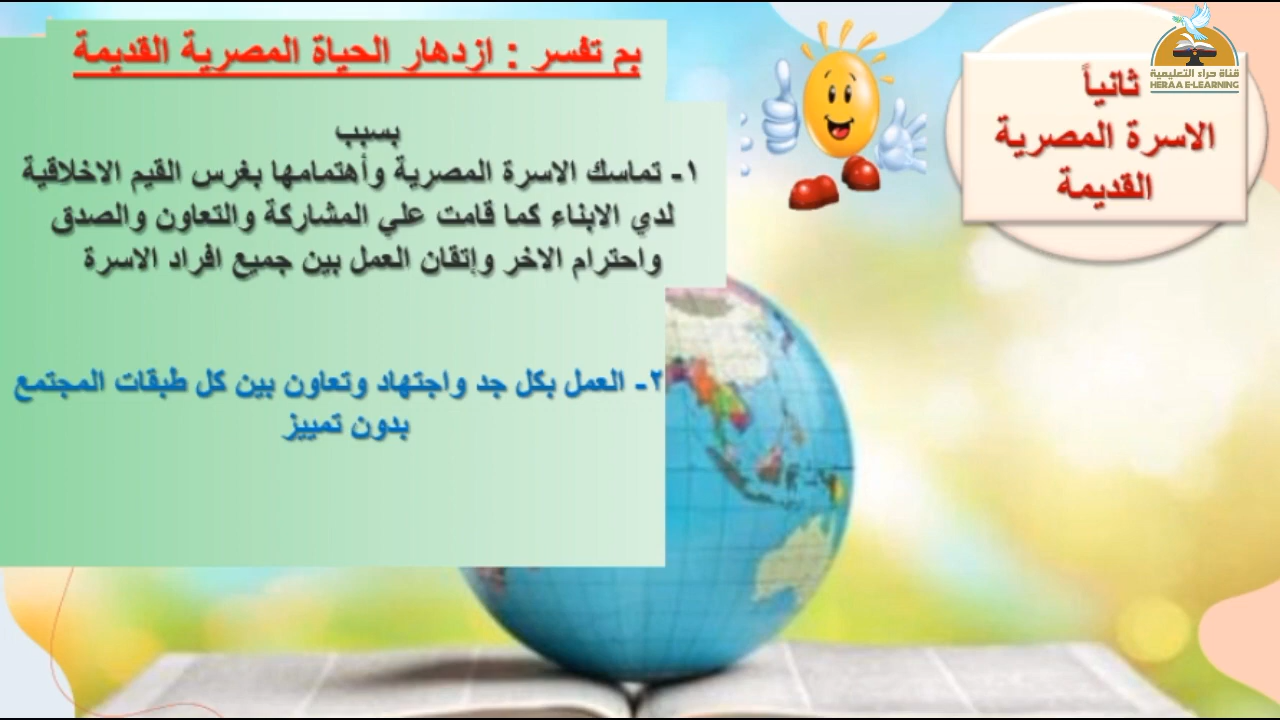 قناة حراء التعليمية
HERAA E-LEARNING
ثانياً
الاسرة المصرية
القديمة
بم تفسر : ازدهار الحياة المصرية القديمة
بسبب
١- تماسك الاسرة المصرية وأهتمامها بغرس القيم الاخلاقية
لدي الابناء كما قامت علي المشاركة والتعاون والصدق
واحترام الاخر وإتقان العمل بين جميع افراد الاسرة
٢- العمل بكل جد واجتهاد وتعاون بين كل طبقات المجتمع
بدون تمييز